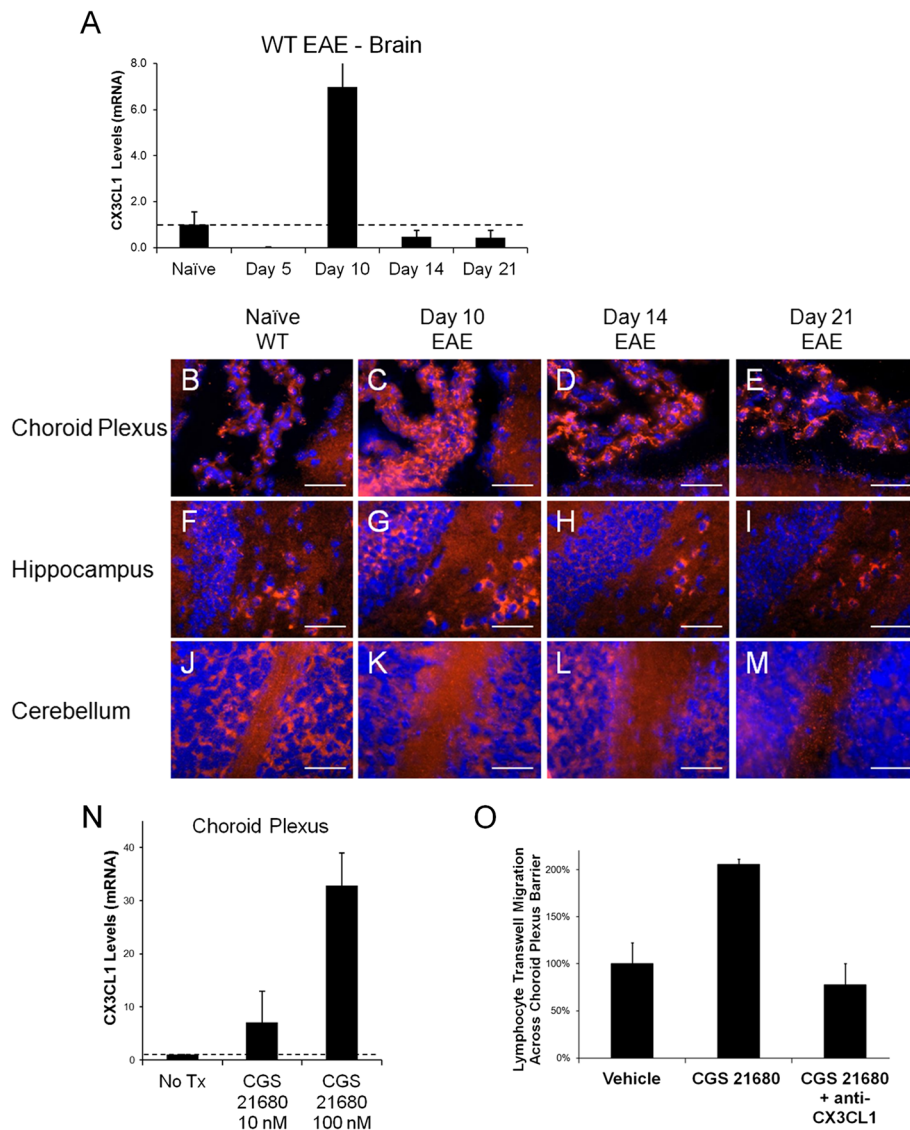 A
WT EAE - Brain
CX3CL1 Levels (mRNA)
8.0
6.0
4.0
2.0
0.0
Naïve Day 5 Day 10 Day 14 Day 21
Naïve WT
Day 10 EAE
Day 14 EAE
Day 21 EAE
Choroid Plexus
B C D E
Hippocampus
F G H I
Cerebellum
J K L M
N
Choroid Plexus
CX3CL1 Levels (mRNA)
40
30
20
10
0
No Tx
CGS
21680
10 nM
CGS
21680
100 nM
O
Lymphocyte Transwell Migration
Across Choroid Plexus Barrier
200%
150%
100%
50%
0%
Vehicle
CGS 21680
CGS 21680
+ anti-
CX3CL1